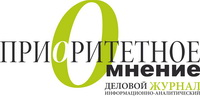 ПРИОРИТЕТНОЕ
мнение
ДЕЛОВОЙ ЖУРНАЛ
ИНФОРМАЦИОННО-АНАЛИТИЧЕСКИЙ